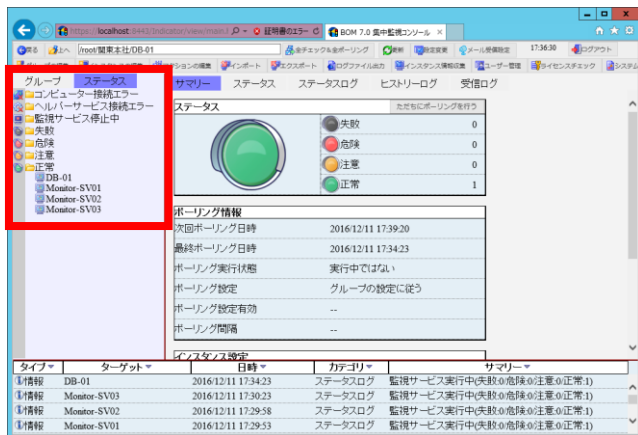 https://localhost:8443/Indicator/view/main.j
証明書のエラー
BOM 7.0 集中監視コンソール
戻る
上へ
/root/関東本社/DB-01
全チェック&全ポーリング
更新
設定変更
メール受信設定
17:36:30
ログアウト
インポート
エクスポート
ログファイル出力
インスタンス情報収集
ユーザー管理
ライセンスチェック
システム
グループ
ステータス
サマリー
ステータス
ステータスログ
ヒストリーログ
受信ログ
コンピューター接続エラー
ヘルパーサービス接続エラー
監視サービス停止中
失敗
危険
注意
正常
DB-01
Monitor-SV01
Monitor-SV02
Monitor-SV03
ステータス
ただちにポーリングを行う
失敗 0
危険 0
注意 0
正常 1
ポーリング情報
次回ポーリング日時 2016/12/11 17:39:20
最終ポーリング日時 2016/12/11 17:34:23
ポーリング実行状態 実行中ではない
ポーリング設定 グループの設定に従う
ポーリング設定有効 --
ポーリング間隔 --
インスタンス設定
タイプ ターゲット 日時 カテゴリ サマリー
情報 DB-01 2016/12/11 17:34:23 ステータスログ 監視サービス実行中(失敗:0/危険:0/注意:0/正常:1)
情報 Monitor-SV03 2016/12/11 17:30:23 ステータスログ 監視サービス実行中(失敗:0/危険:0/注意:0/正常:1)
情報 Monitor-SV02 2016/12/11 17:29:58 ステータスログ 監視サービス実行中(失敗:0/危険:0/注意:0/正常:1)
情報 Monitor-SV01 2016/12/11 17:29:53 ステータスログ 監視サービス実行中(失敗:0/危険:0/注意:0/正常:1)